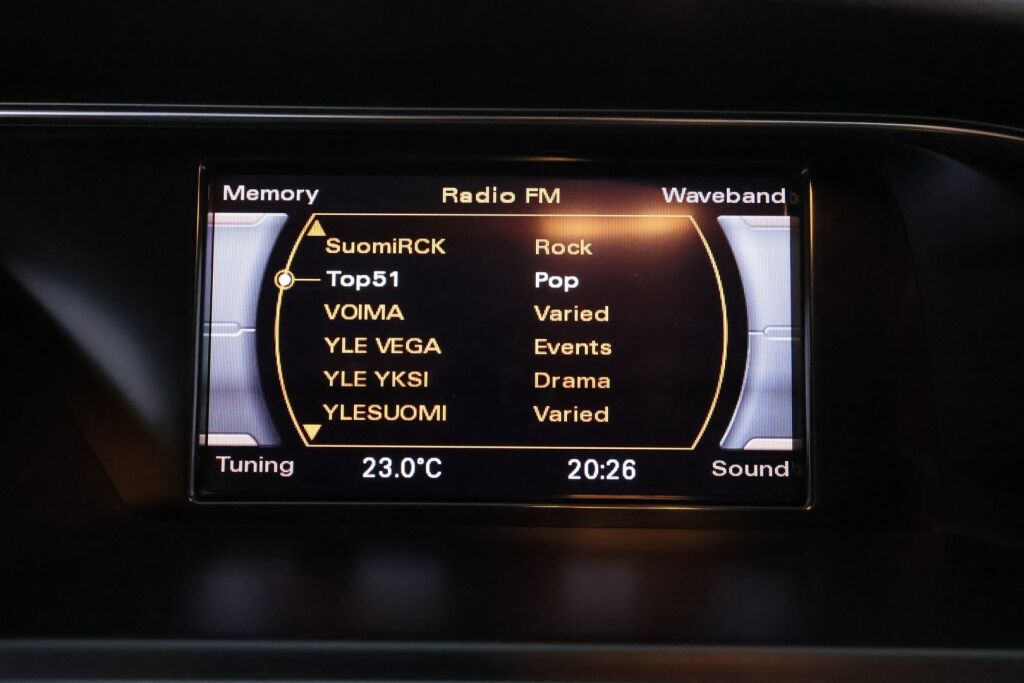 Memory Radio FM Waveband
SuomiRCK Rock
Top51 Pop
VOIMA Varied
YLE VEGA Events
YLE YKSI Drama
YLESUOMI Varied
Tuning 23.0°C 20:26 Sound